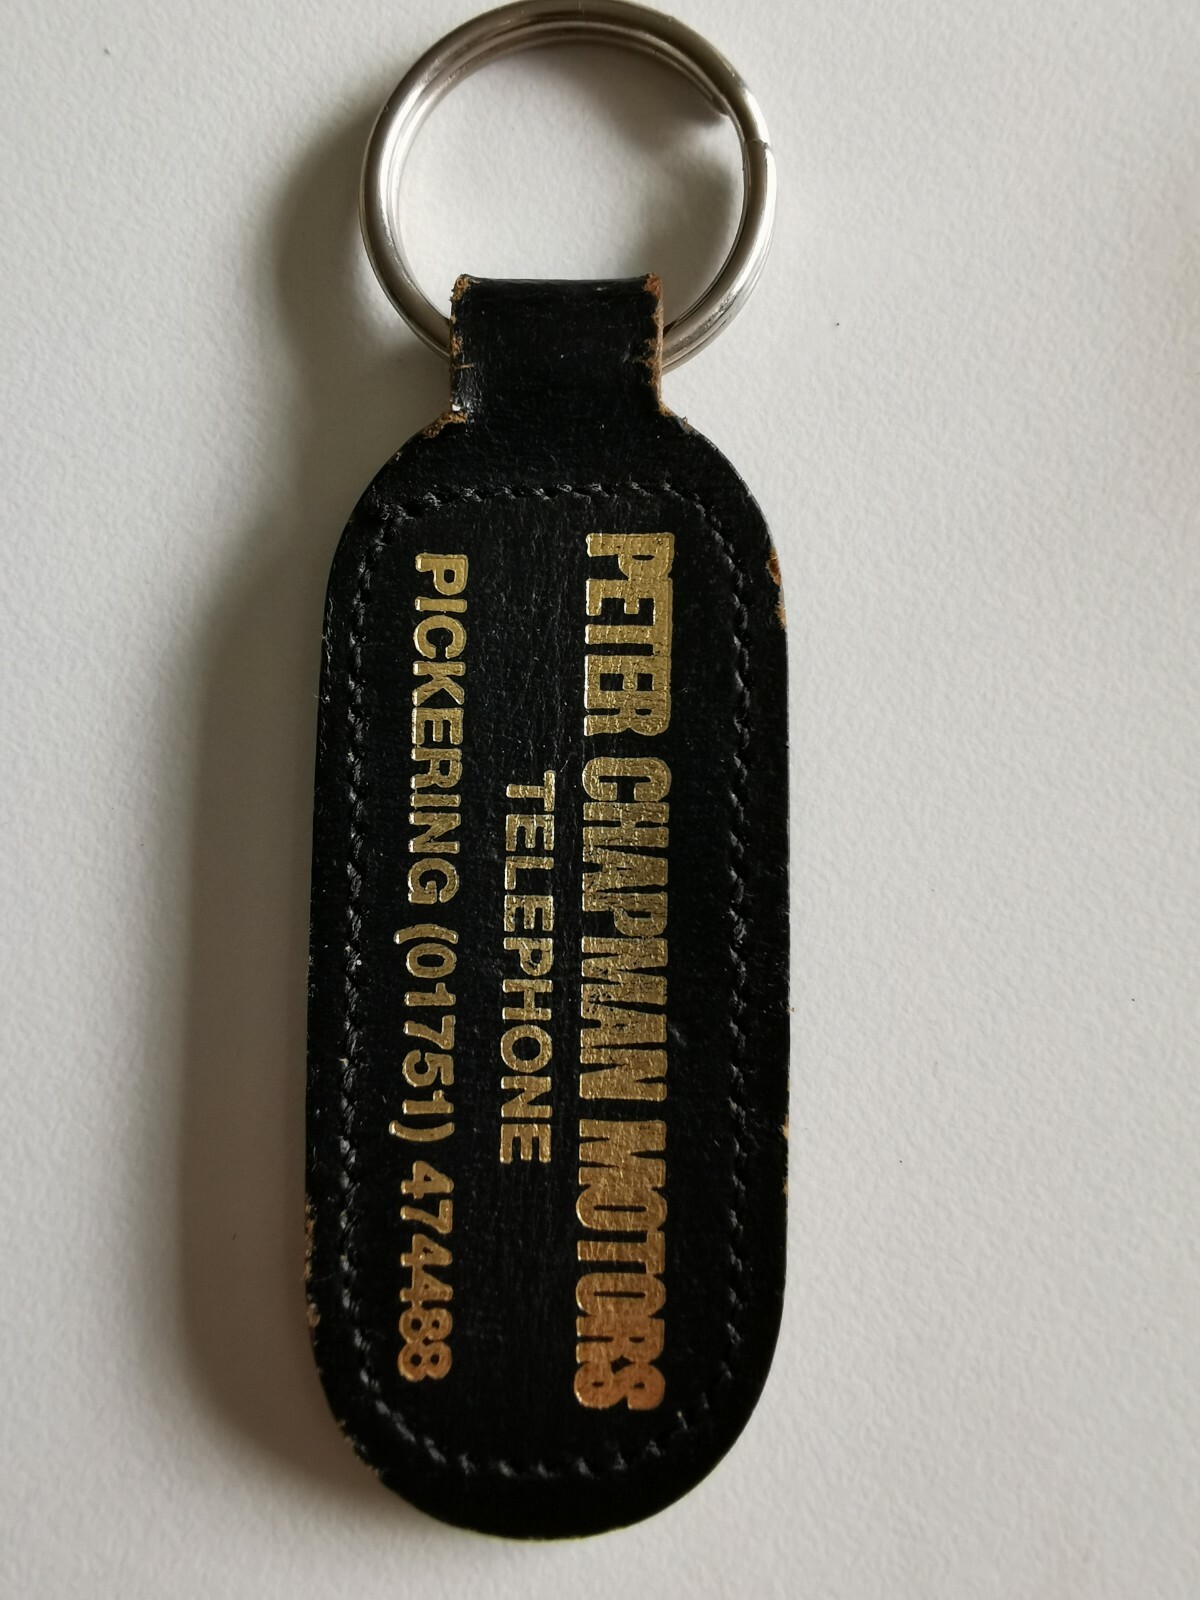 PETER CHAPMAN MOTORS
TELEPHONE
PICKERING (01751) 474488